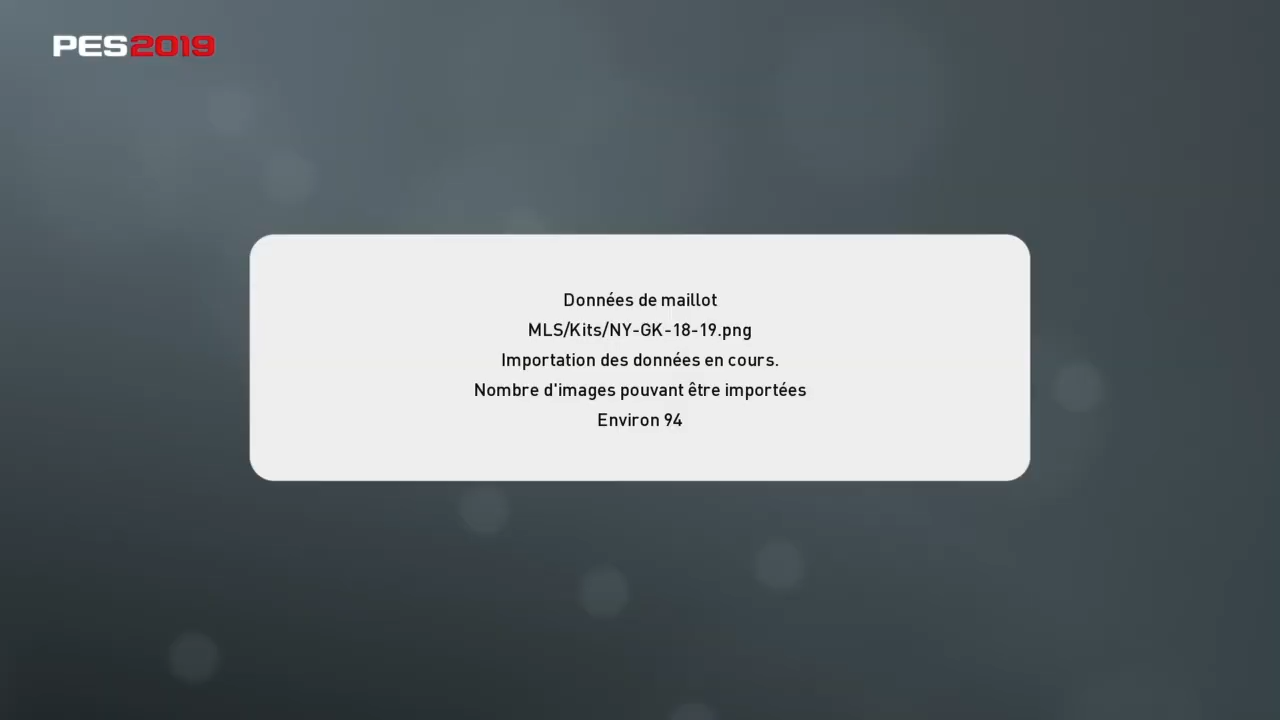 PES2019
Données de maillot
MLS/Kits/NY-GK-18-19.png
Importation des données en cours.
Nombre d'images pouvant être importées
Environ 94